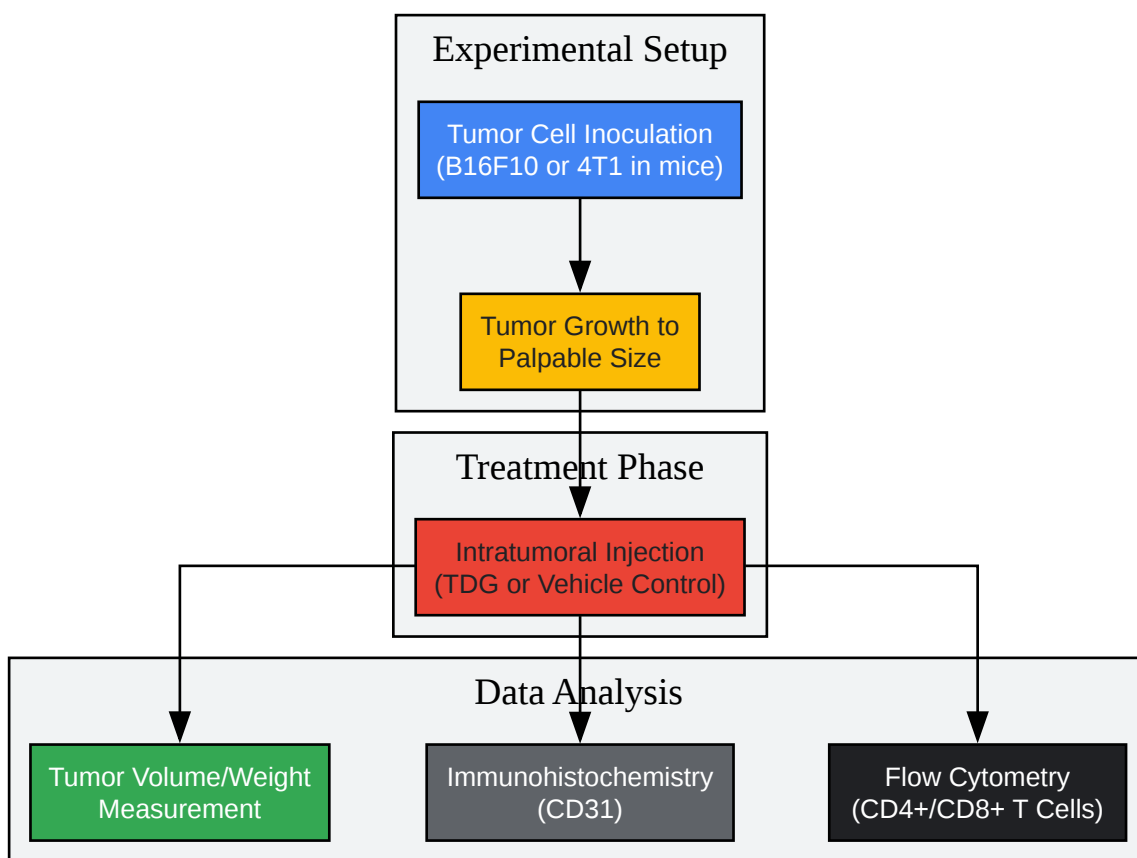 Experimental Setup
Tumor Cell Inoculation
(B16F10 or 4T1 in mice)
Tumor Growth to
Palpable Size
Treatment Phase
Intratumoral Injection
(TDG or Vehicle Control)
Data Analysis
Tumor Volume/Weight
Measurement
Immunohistochemistry
(CD31)
Flow Cytometry
(CD4+/CD8+ T Cells)